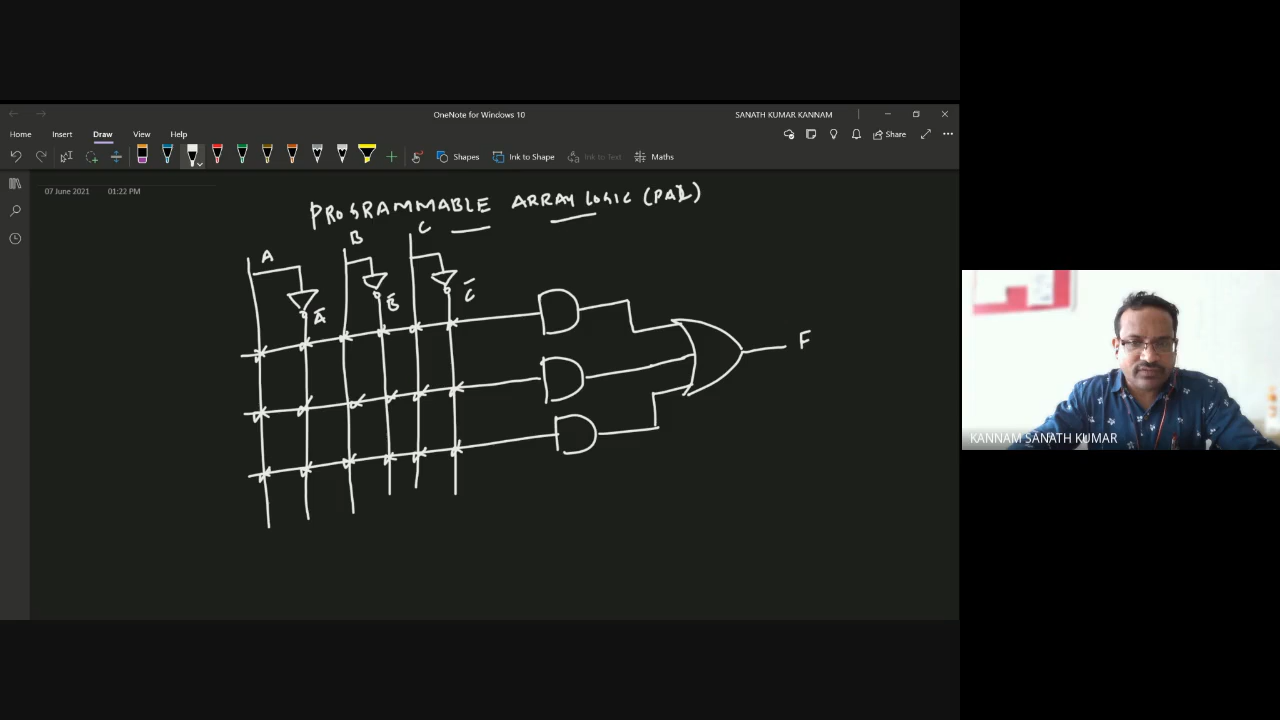 OneNote for Windows 10
SANATH KUMAR KANNAM
Home Insert Draw View Help
Share
Shapes Ink to Shape Ink to Text Maths
07 June 2021 01:22 PM
PROGRAMMABLE ARRAY LOGIC (PAL)
A B C
A̅ B̅ C̅
F
KANNAM SANATH KUMAR